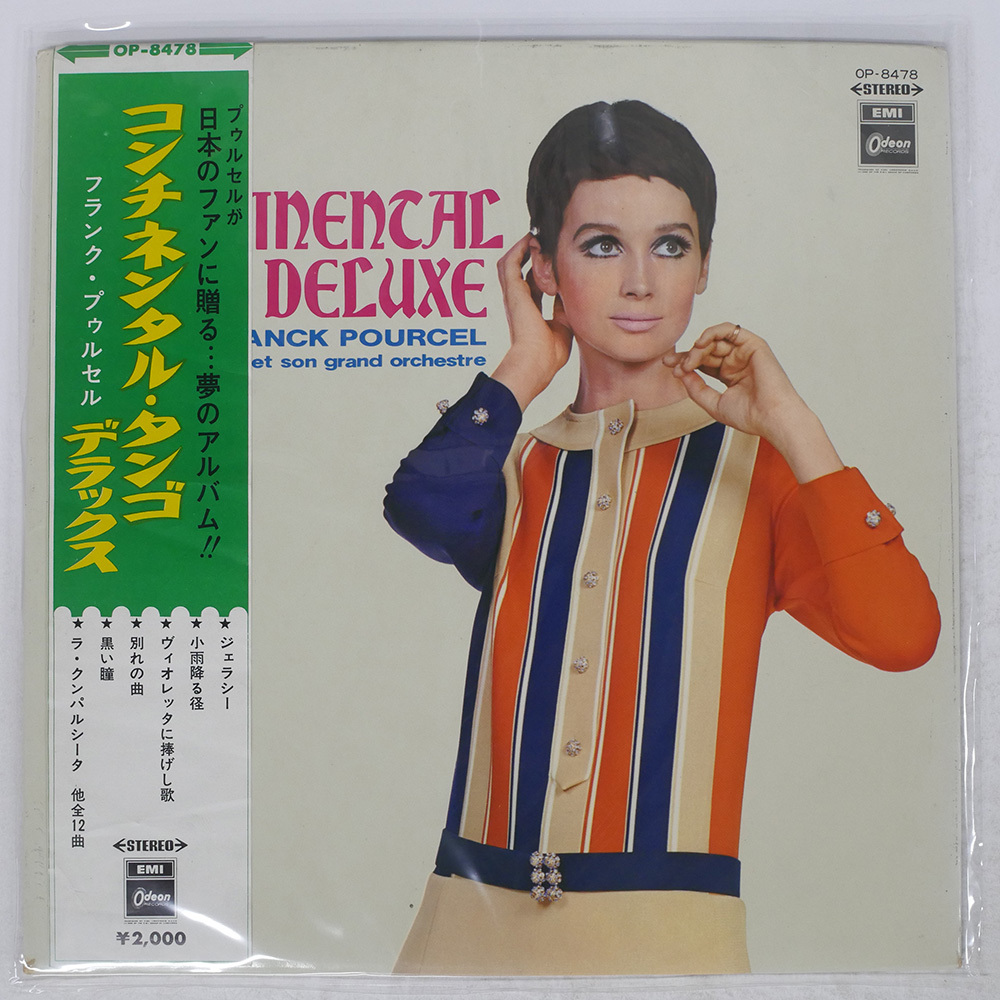 OP-8478
プゥルセルが
日本のファンに贈る…夢のアルバム!!
コンチネンタル・タンゴ
デラックス
フランク・プゥルセル
★ジェラシー
★小雨降る径
★ヴィオレッタに捧げし歌
★別れの曲
★黒い瞳
★ラ・クンパルシータ 他全12曲
STEREO
EMI
Odeon
RECORDS
¥2,000
INENTAL
DELUXE
ANCK POURCEL
et son grand orchestre
OP-8478
STEREO
EMI
Odeon
RECORDS